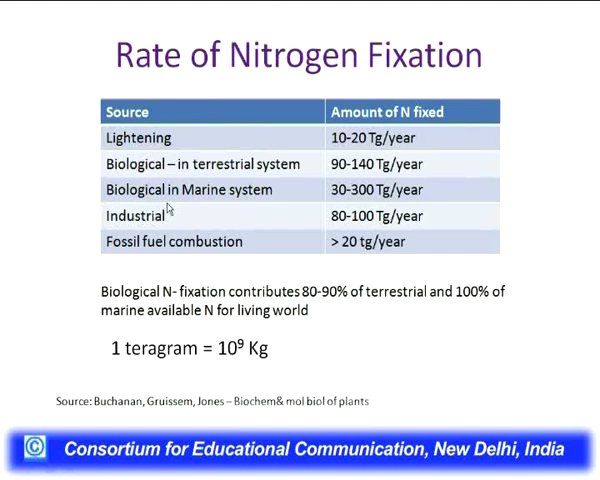 Rate of Nitrogen Fixation
Source Amount of N fixed
Lightening 10-20 Tg/year
Biological – in terrestrial system 90-140 Tg/year
Biological in Marine system 30-300 Tg/year
Industrial 80-100 Tg/year
Fossil fuel combustion > 20 tg/year
Biological N- fixation contributes 80-90% of terrestrial and 100% of
marine available N for living world
1 teragram = 10⁹ Kg
Source: Buchanan, Gruissem, Jones – Biochem& mol biol of plants
© Consortium for Educational Communication, New Delhi, India